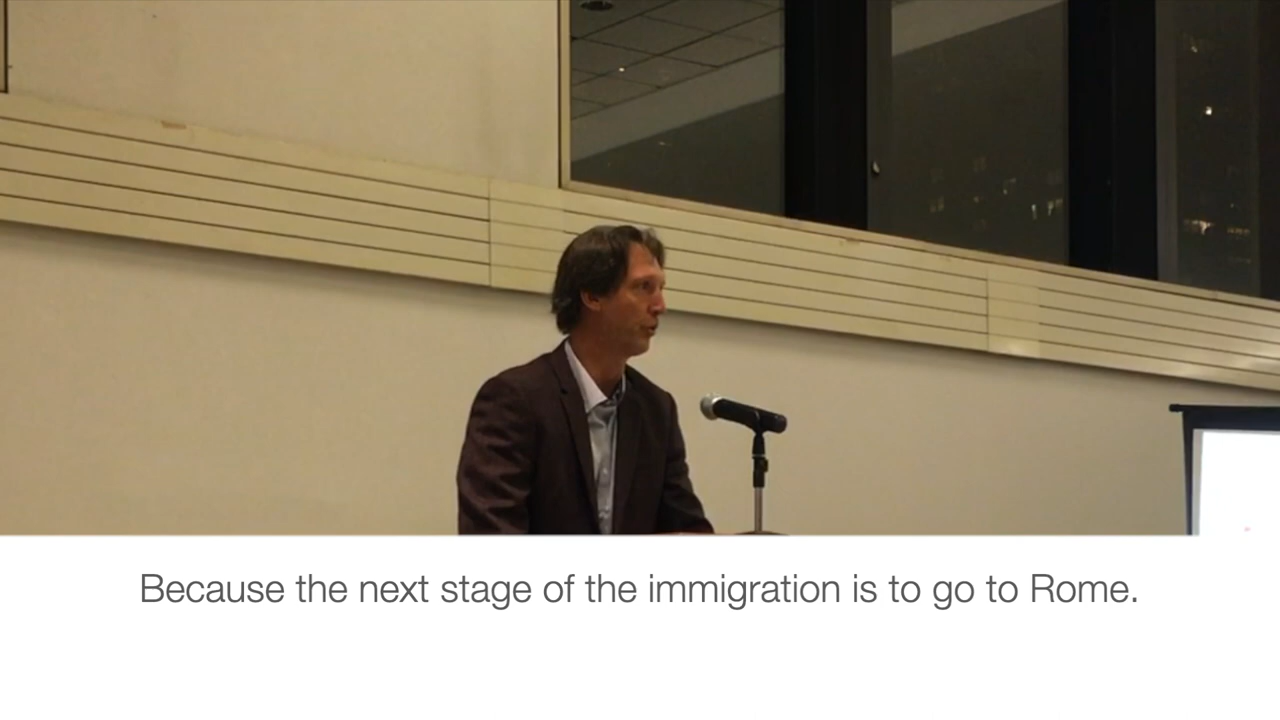 Because the next stage of the immigration is to go to Rome.